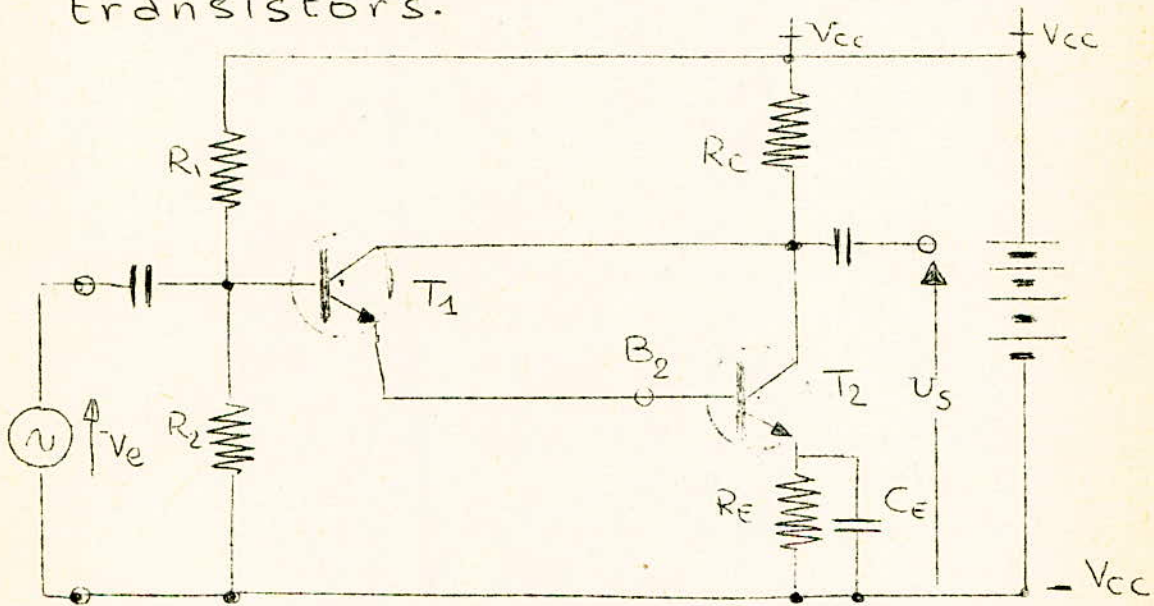 transistors.
+ Vcc
+ Vcc
R1
Rc
T1
B2
T2
us
ve
R2
RE
CE
- Vcc